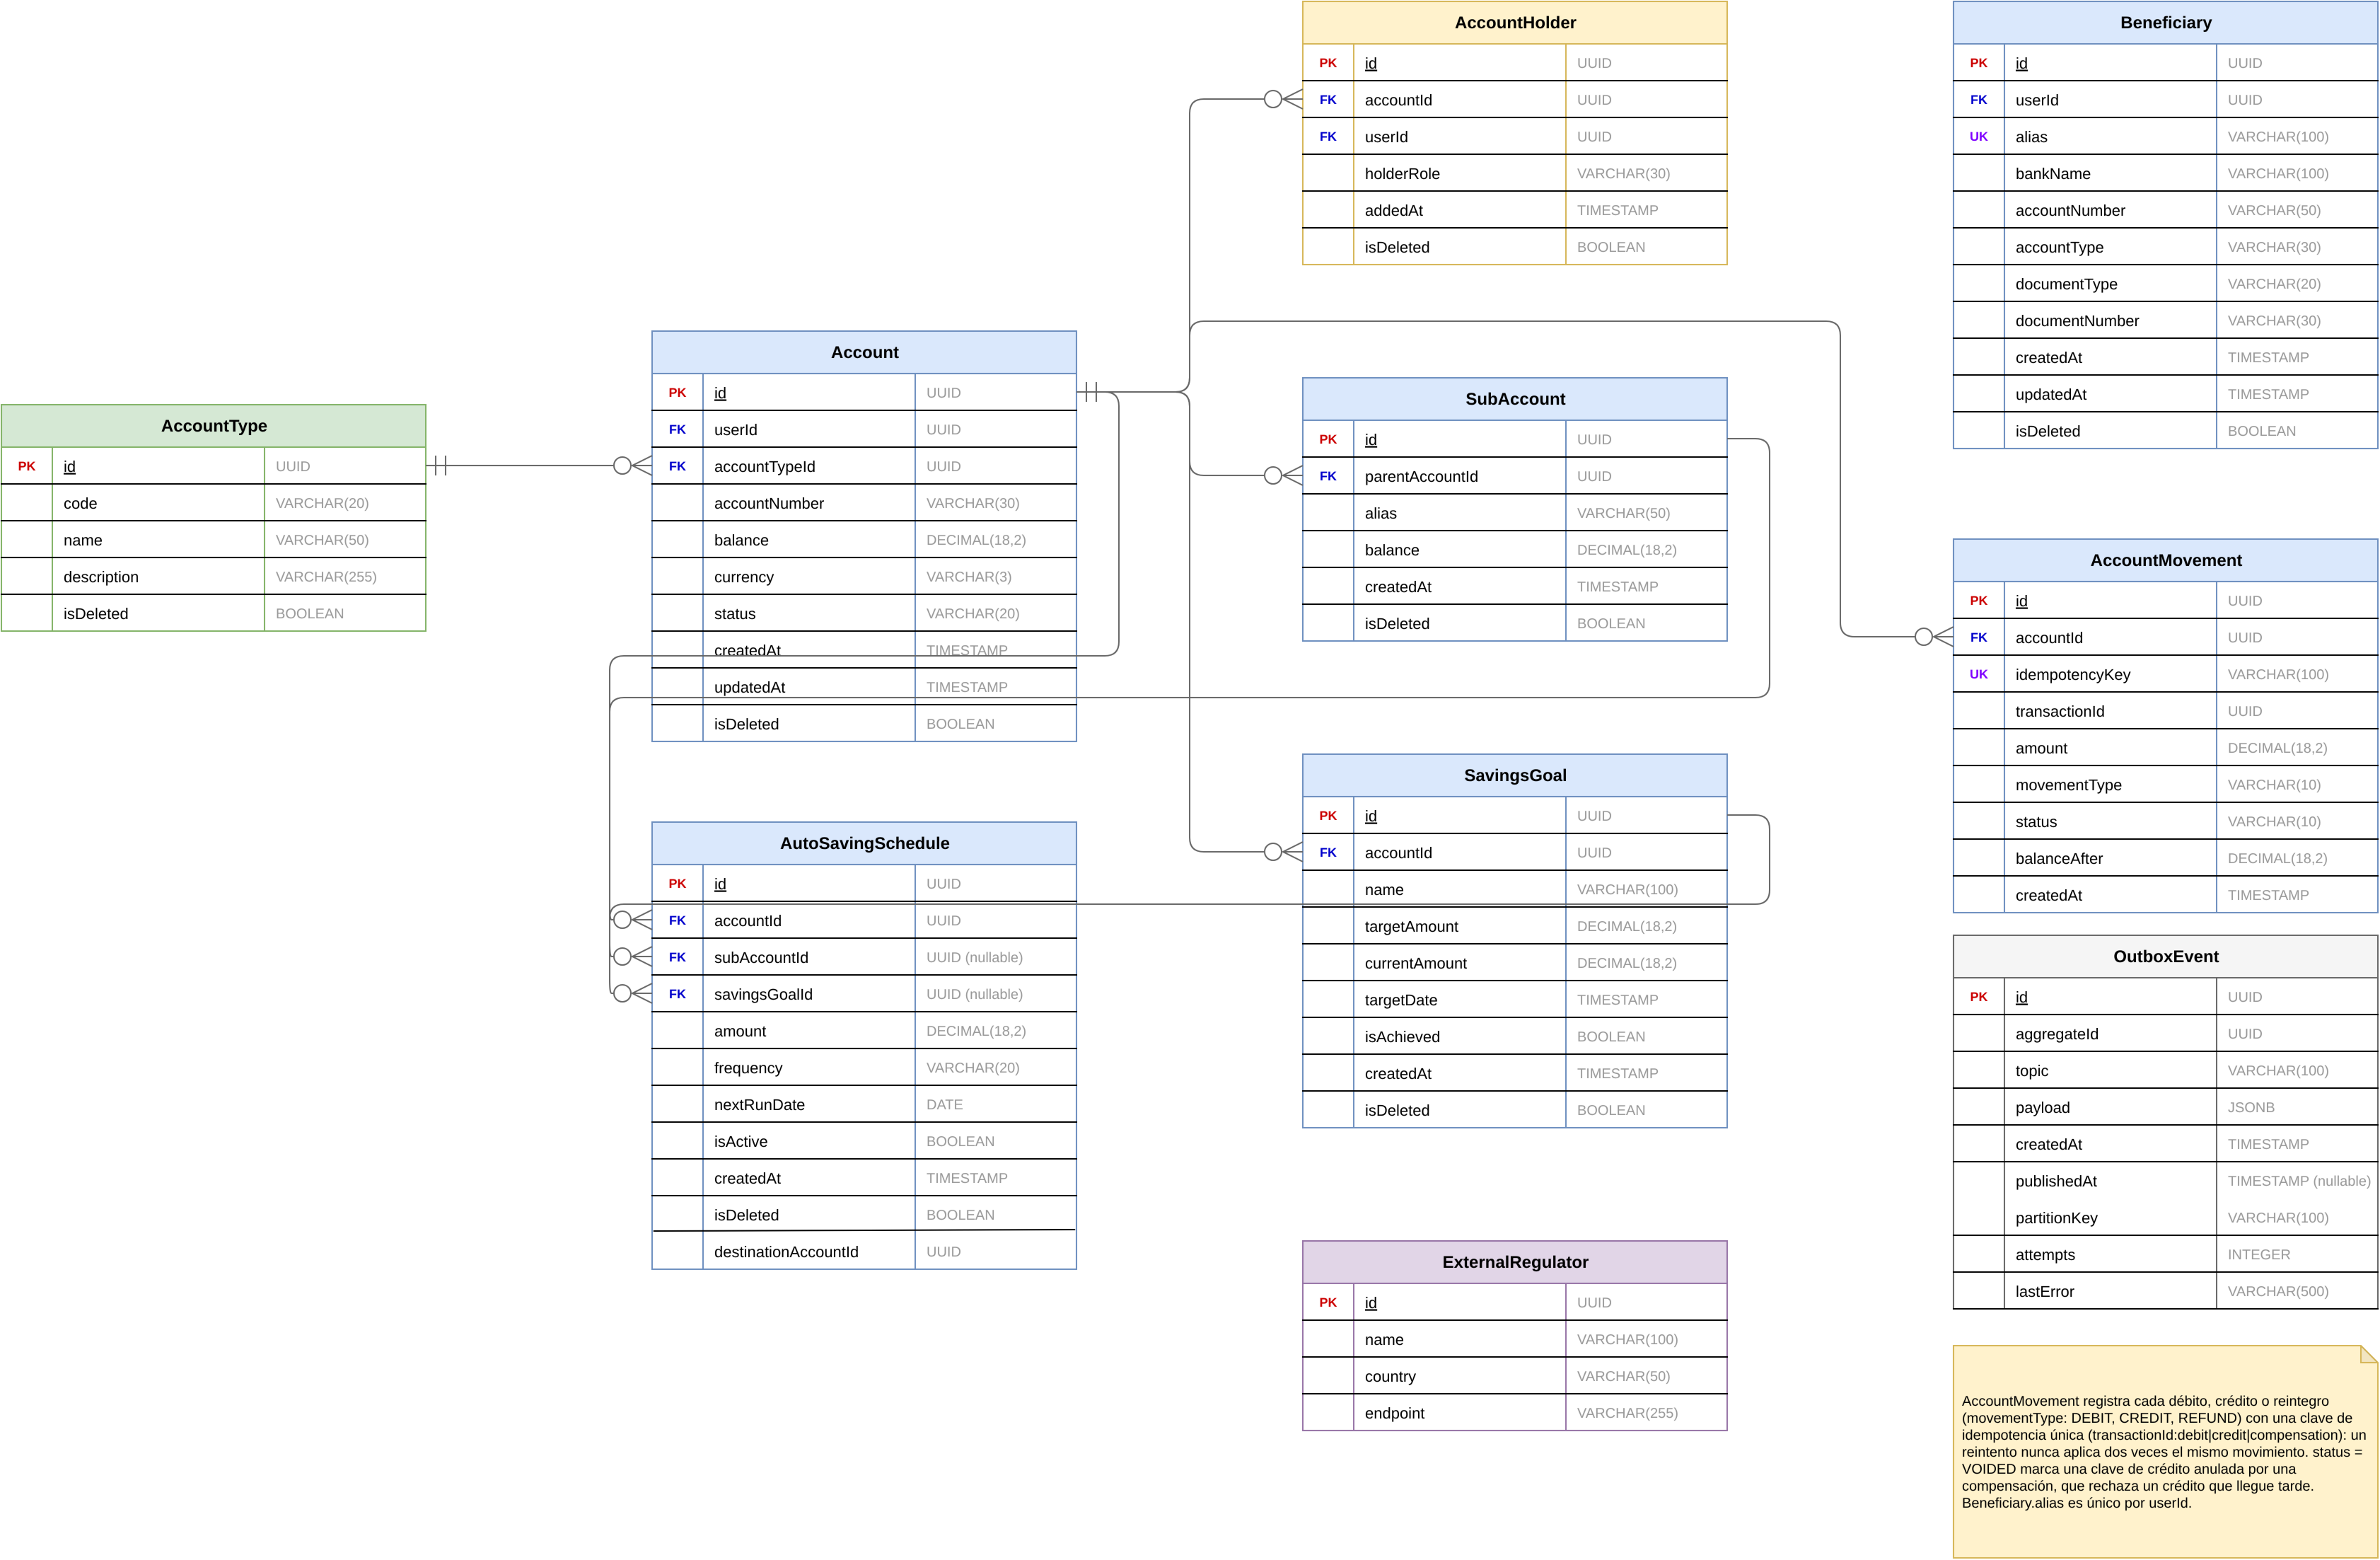 AccountHolder
PK id UUID
FK accountId UUID
FK userId UUID
holderRole VARCHAR(30)
addedAt TIMESTAMP
isDeleted BOOLEAN
Beneficiary
PK id UUID
FK userId UUID
UK alias VARCHAR(100)
bankName VARCHAR(100)
accountNumber VARCHAR(50)
accountType VARCHAR(30)
documentType VARCHAR(20)
documentNumber VARCHAR(30)
createdAt TIMESTAMP
updatedAt TIMESTAMP
isDeleted BOOLEAN
Account
PK id UUID
FK userId UUID
FK accountTypeId UUID
accountNumber VARCHAR(30)
balance DECIMAL(18,2)
currency VARCHAR(3)
status VARCHAR(20)
createdAt TIMESTAMP
updatedAt TIMESTAMP
isDeleted BOOLEAN
SubAccount
PK id UUID
FK parentAccountId UUID
alias VARCHAR(50)
balance DECIMAL(18,2)
createdAt TIMESTAMP
isDeleted BOOLEAN
AccountType
PK id UUID
code VARCHAR(20)
name VARCHAR(50)
description VARCHAR(255)
isDeleted BOOLEAN
AccountMovement
PK id UUID
FK accountId UUID
UK idempotencyKey VARCHAR(100)
transactionId UUID
amount DECIMAL(18,2)
movementType VARCHAR(10)
status VARCHAR(10)
balanceAfter DECIMAL(18,2)
createdAt TIMESTAMP
SavingsGoal
PK id UUID
FK accountId UUID
name VARCHAR(100)
targetAmount DECIMAL(18,2)
currentAmount DECIMAL(18,2)
targetDate TIMESTAMP
isAchieved BOOLEAN
createdAt TIMESTAMP
isDeleted BOOLEAN
AutoSavingSchedule
PK id UUID
FK accountId UUID
FK subAccountId UUID (nullable)
FK savingsGoalId UUID (nullable)
amount DECIMAL(18,2)
frequency VARCHAR(20)
nextRunDate DATE
isActive BOOLEAN
createdAt TIMESTAMP
isDeleted BOOLEAN
destinationAccountId UUID
OutboxEvent
PK id UUID
aggregateId UUID
topic VARCHAR(100)
payload JSONB
createdAt TIMESTAMP
publishedAt TIMESTAMP (nullable)
partitionKey VARCHAR(100)
attempts INTEGER
lastError VARCHAR(500)
ExternalRegulator
PK id UUID
name VARCHAR(100)
country VARCHAR(50)
endpoint VARCHAR(255)
AccountMovement registra cada débito, crédito o reintegro
(movementType: DEBIT, CREDIT, REFUND) con una clave de
idempotencia única (transactionId:debit|credit|compensation): un
reintento nunca aplica dos veces el mismo movimiento. status =
VOIDED marca una clave de crédito anulada por una
compensación, que rechaza un crédito que llegue tarde.
Beneficiary.alias es único por userId.